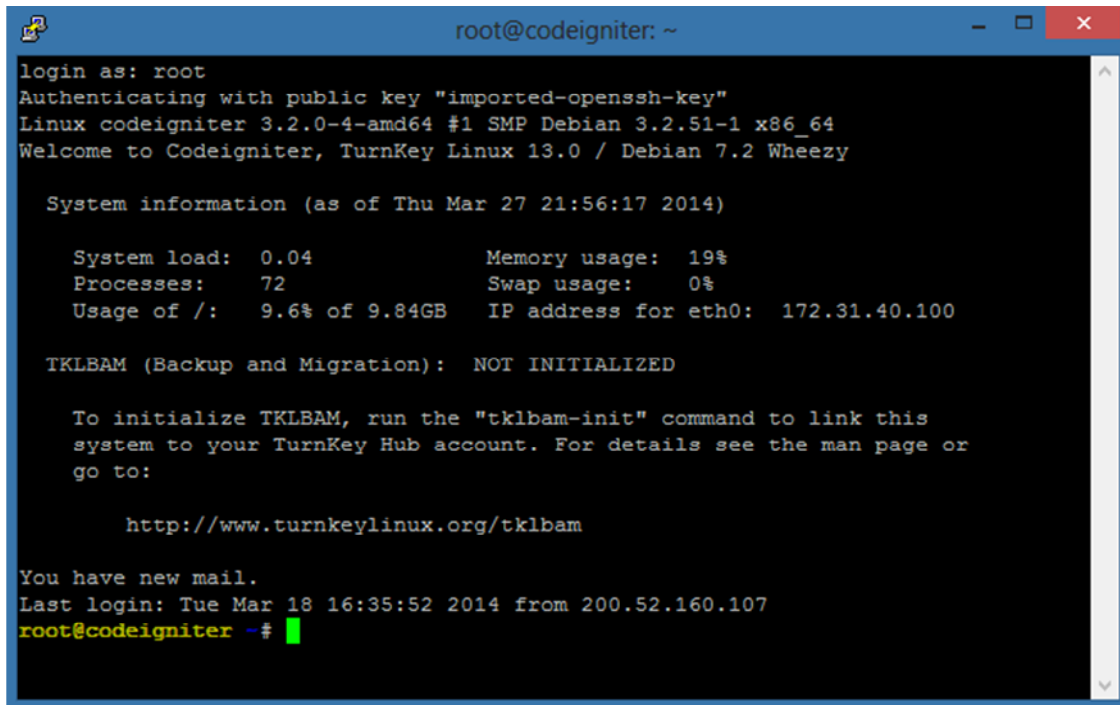 root@codeigniter: ~
login as: root
Authenticating with public key "imported-openssh-key"
Linux codeigniter 3.2.0-4-amd64 #1 SMP Debian 3.2.51-1 x86_64
Welcome to Codeigniter, TurnKey Linux 13.0 / Debian 7.2 Wheezy
System information (as of Thu Mar 27 21:56:17 2014)
System load: 0.04 Memory usage: 19%
Processes: 72 Swap usage: 0%
Usage of /: 9.6% of 9.84GB IP address for eth0: 172.31.40.100
TKLBAM (Backup and Migration): NOT INITIALIZED
To initialize TKLBAM, run the "tklbam-init" command to link this
system to your TurnKey Hub account. For details see the man page or
go to:
http://www.turnkeylinux.org/tklbam
You have new mail.
Last login: Tue Mar 18 16:35:52 2014 from 200.52.160.107
root@codeigniter ~#